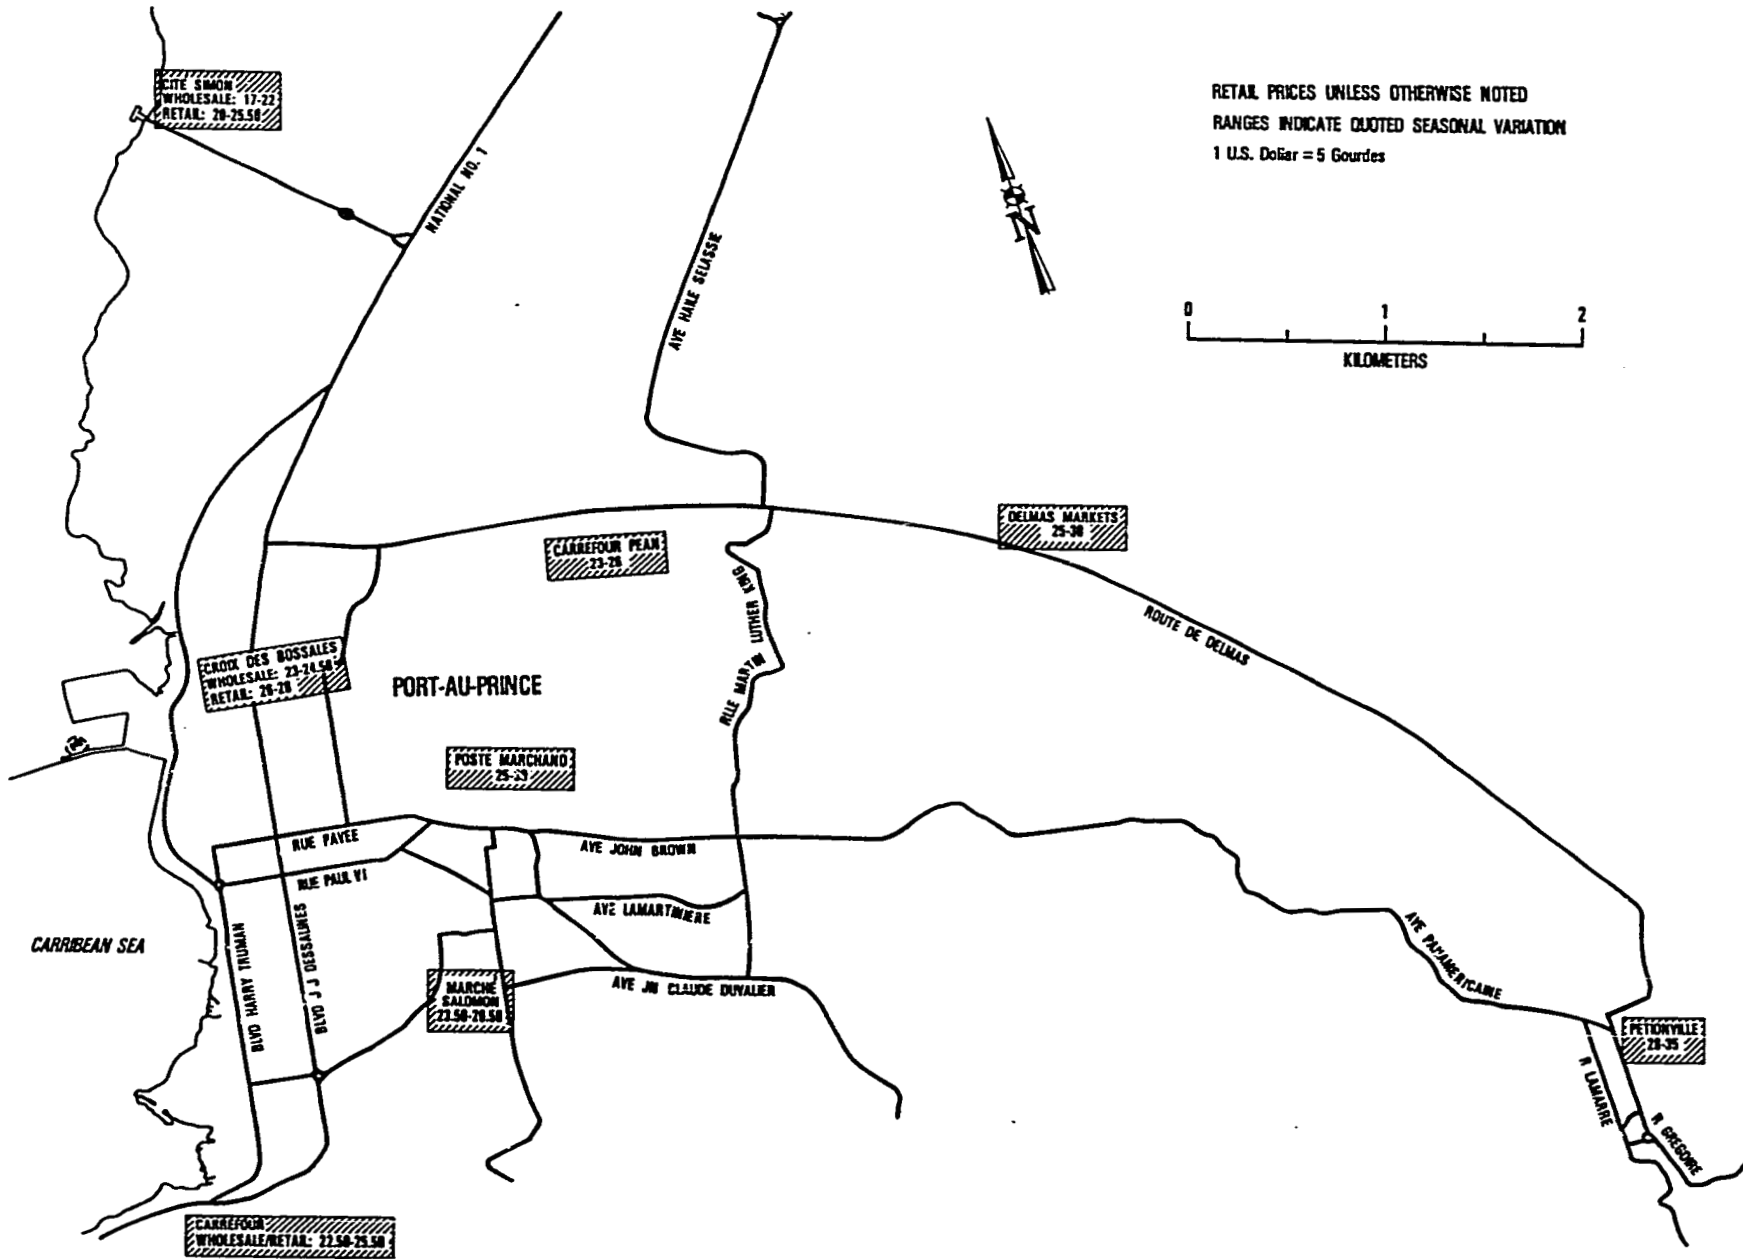 CITE SIMON
WHOLESALE: 17-22
RETAIL: 20-25.50
NATIONAL NO. 1
AVE HAILE SELASSIE
RETAIL PRICES UNLESS OTHERWISE NOTED
RANGES INDICATE QUOTED SEASONAL VARIATION
1 U.S. Dollar = 5 Gourdes
N
0 1 2
KILOMETERS
DELMAS MARKETS
25-30
CARREFOUR PEAN
23-28
RLLE MARTIN LUTHER KING
ROUTE DE DELMAS
CROIX DES BOSSALES
WHOLESALE: 23-24.50
RETAIL: 26-28
PORT-AU-PRINCE
POSTE MARCHAND
RUE PAVEE
AVE JOHN BROWN
RUE PAUL VI
AVE LAMARTINIERE
CARRIBEAN SEA
BLVD HARRY TRUMAN
BLVD J J DESSALINES
MARCHE
SALOMON
23.50-28.50
AVE JN CLAUDE DUVALIER
AVE PANAMERICAINE
PETIONVILLE
28-35
R LAMARRE
R GREGOIRE
CARREFOUR
WHOLESALE/RETAIL: 22.50-25.50